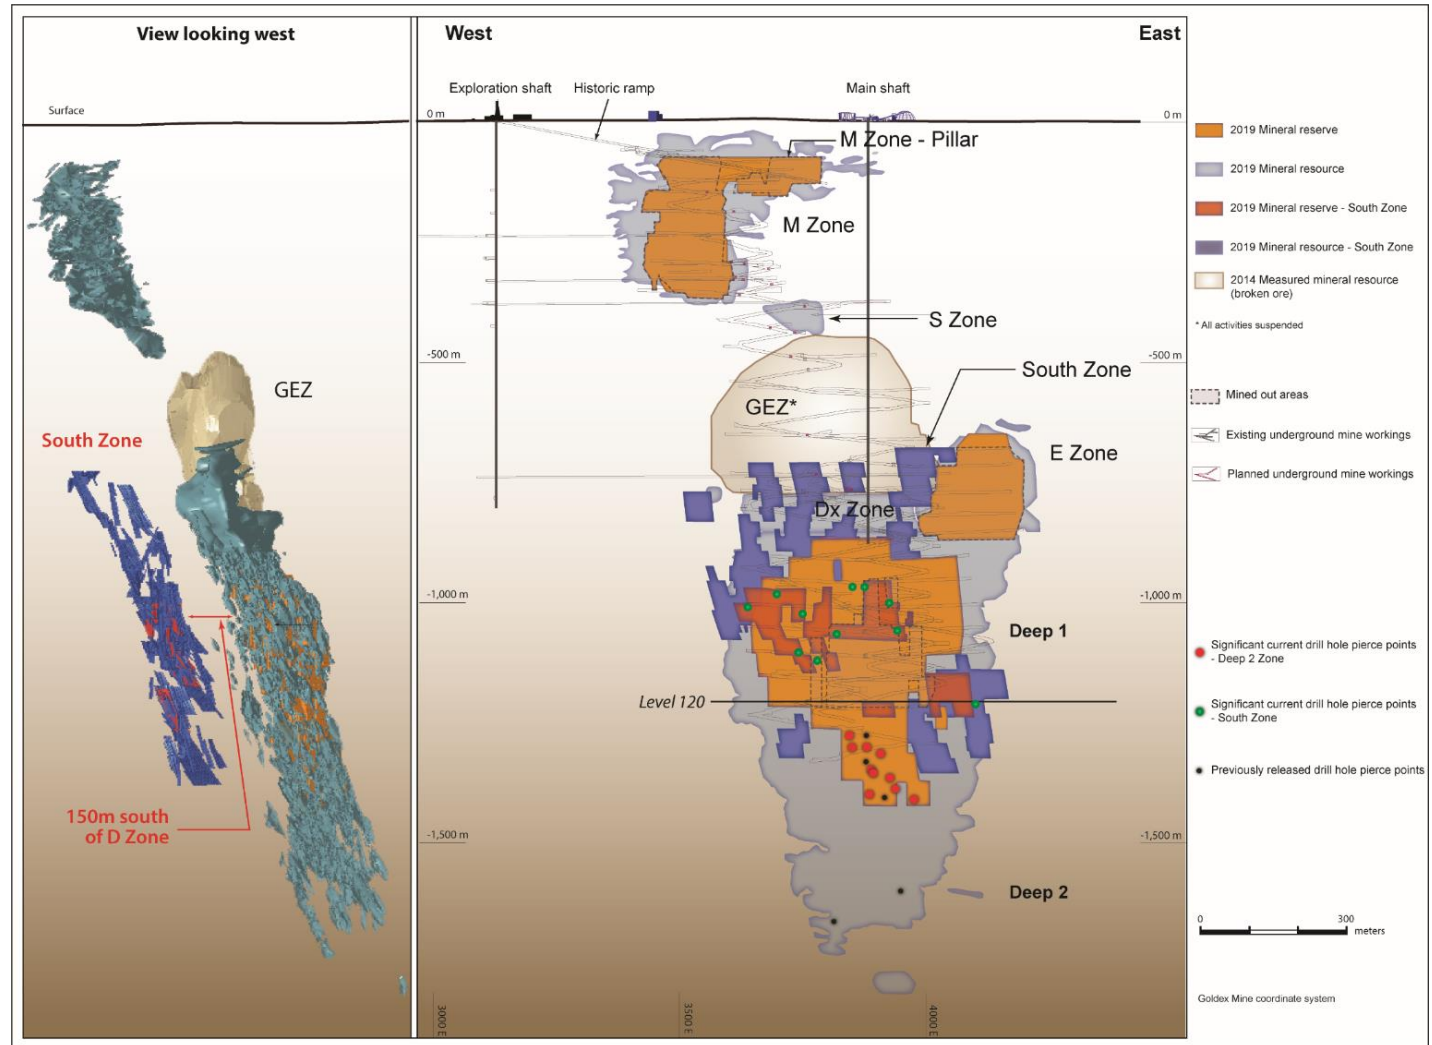 View looking west
Surface
GEZ
South Zone
150m south
of D Zone
West
East
Exploration shaft
Historic ramp
Main shaft
0 m
0 m
M Zone - Pillar
M Zone
S Zone
-500 m
-500 m
South Zone
GEZ*
E Zone
Dx Zone
-1,000 m
-1,000 m
Deep 1
Level 120
-1,500 m
-1,500 m
Deep 2
3000 E
3500 E
4000 E
2019 Mineral reserve
2019 Mineral resource
2019 Mineral reserve - South Zone
2019 Mineral resource - South Zone
2014 Measured mineral resource
(broken ore)
* All activities suspended
Mined out areas
Existing underground mine workings
Planned underground mine workings
Significant current drill hole pierce points
- Deep 2 Zone
Significant current drill hole pierce points
- South Zone
Previously released drill hole pierce points
0 300
meters
Goldex Mine coordinate system